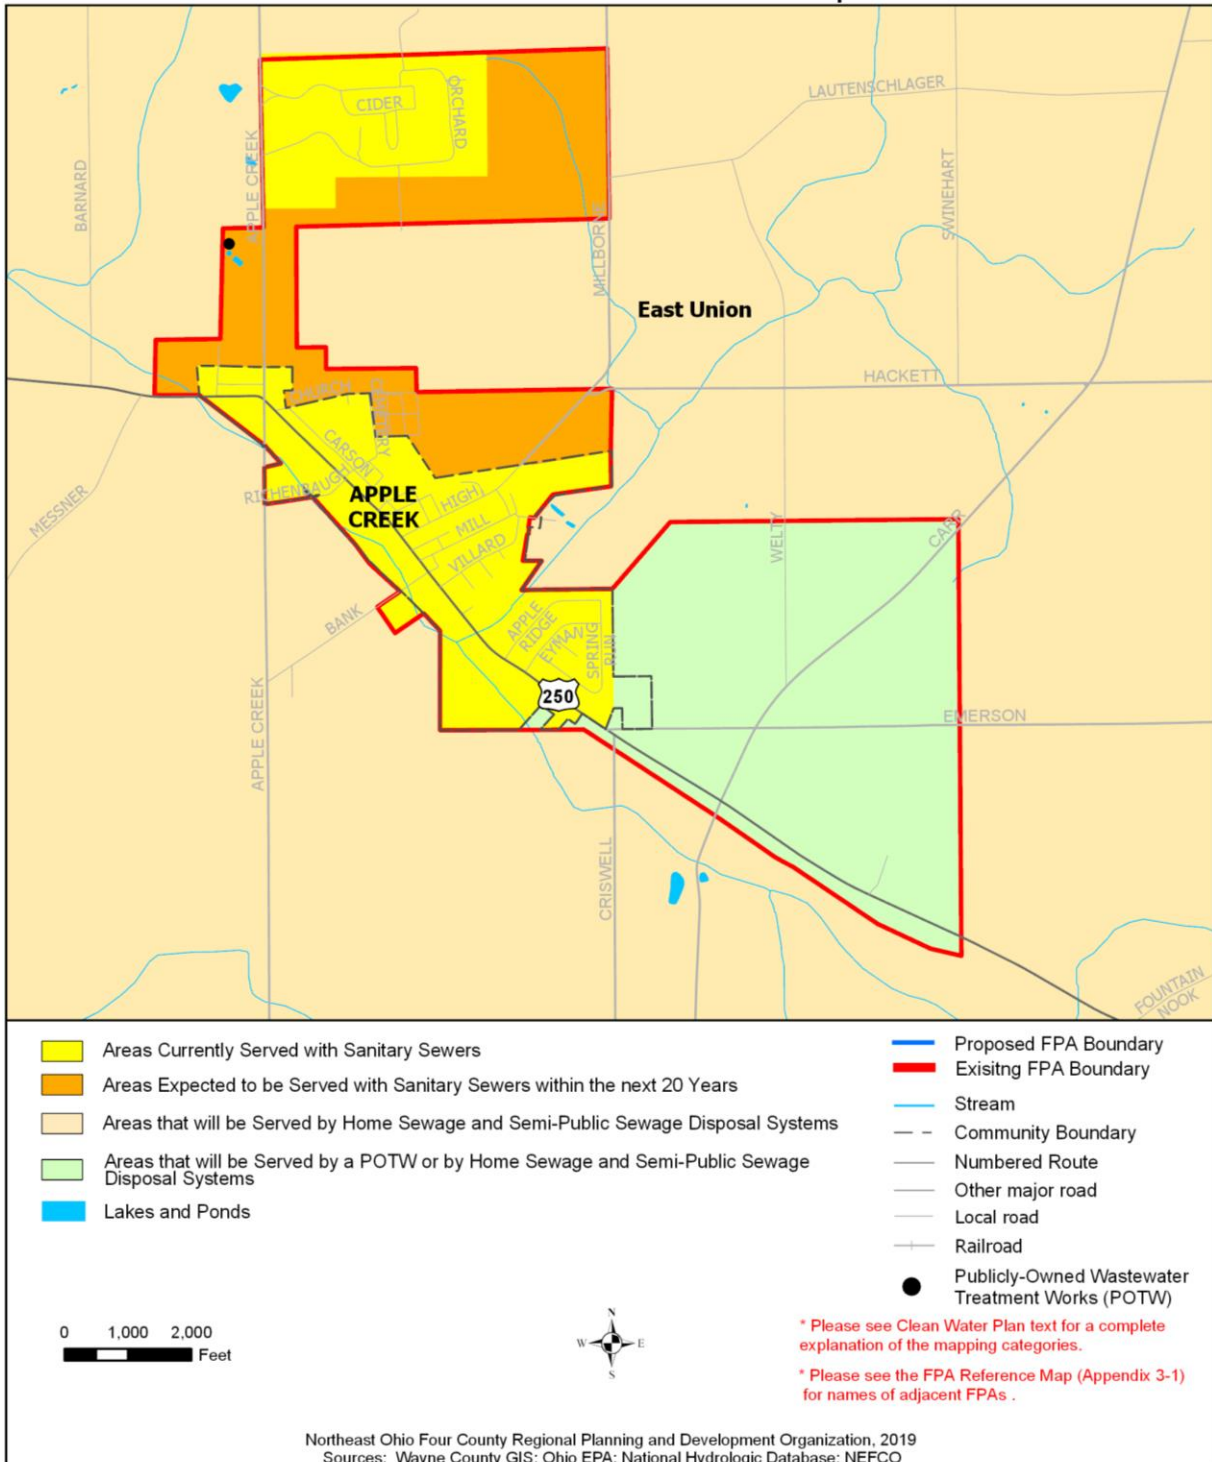 CIDER
ORCHARD
LAUTENSCHLAGER
BARNARD
APPLE CREEK
SWINEHART
MILLBORNE
East Union
HACKETT
CHURCH
CARSON
RICHENBAUGH
APPLE
CREEK
HIGH
MILL
VILLARD
MESSNER
WELTY
CARR
BANK
APPLE
RIDGE
EYMAN
SPRING
RUN
250
EMERSON
APPLE CREEK
CRISWELL
FOUNTAIN
NOOK
Areas Currently Served with Sanitary Sewers
Areas Expected to be Served with Sanitary Sewers within the next 20 Years
Areas that will be Served by Home Sewage and Semi-Public Sewage Disposal Systems
Areas that will be Served by a POTW or by Home Sewage and Semi-Public Sewage
Disposal Systems
Lakes and Ponds
Proposed FPA Boundary
Exisitng FPA Boundary
Stream
Community Boundary
Numbered Route
Other major road
Local road
Railroad
Publicly-Owned Wastewater
Treatment Works (POTW)
0 1,000 2,000
Feet
N
W E
S
* Please see Clean Water Plan text for a complete
explanation of the mapping categories.
* Please see the FPA Reference Map (Appendix 3-1)
for names of adjacent FPAs .
Northeast Ohio Four County Regional Planning and Development Organization, 2019
Sources: Wayne County GIS; Ohio EPA; National Hydrologic Database; NEFCO